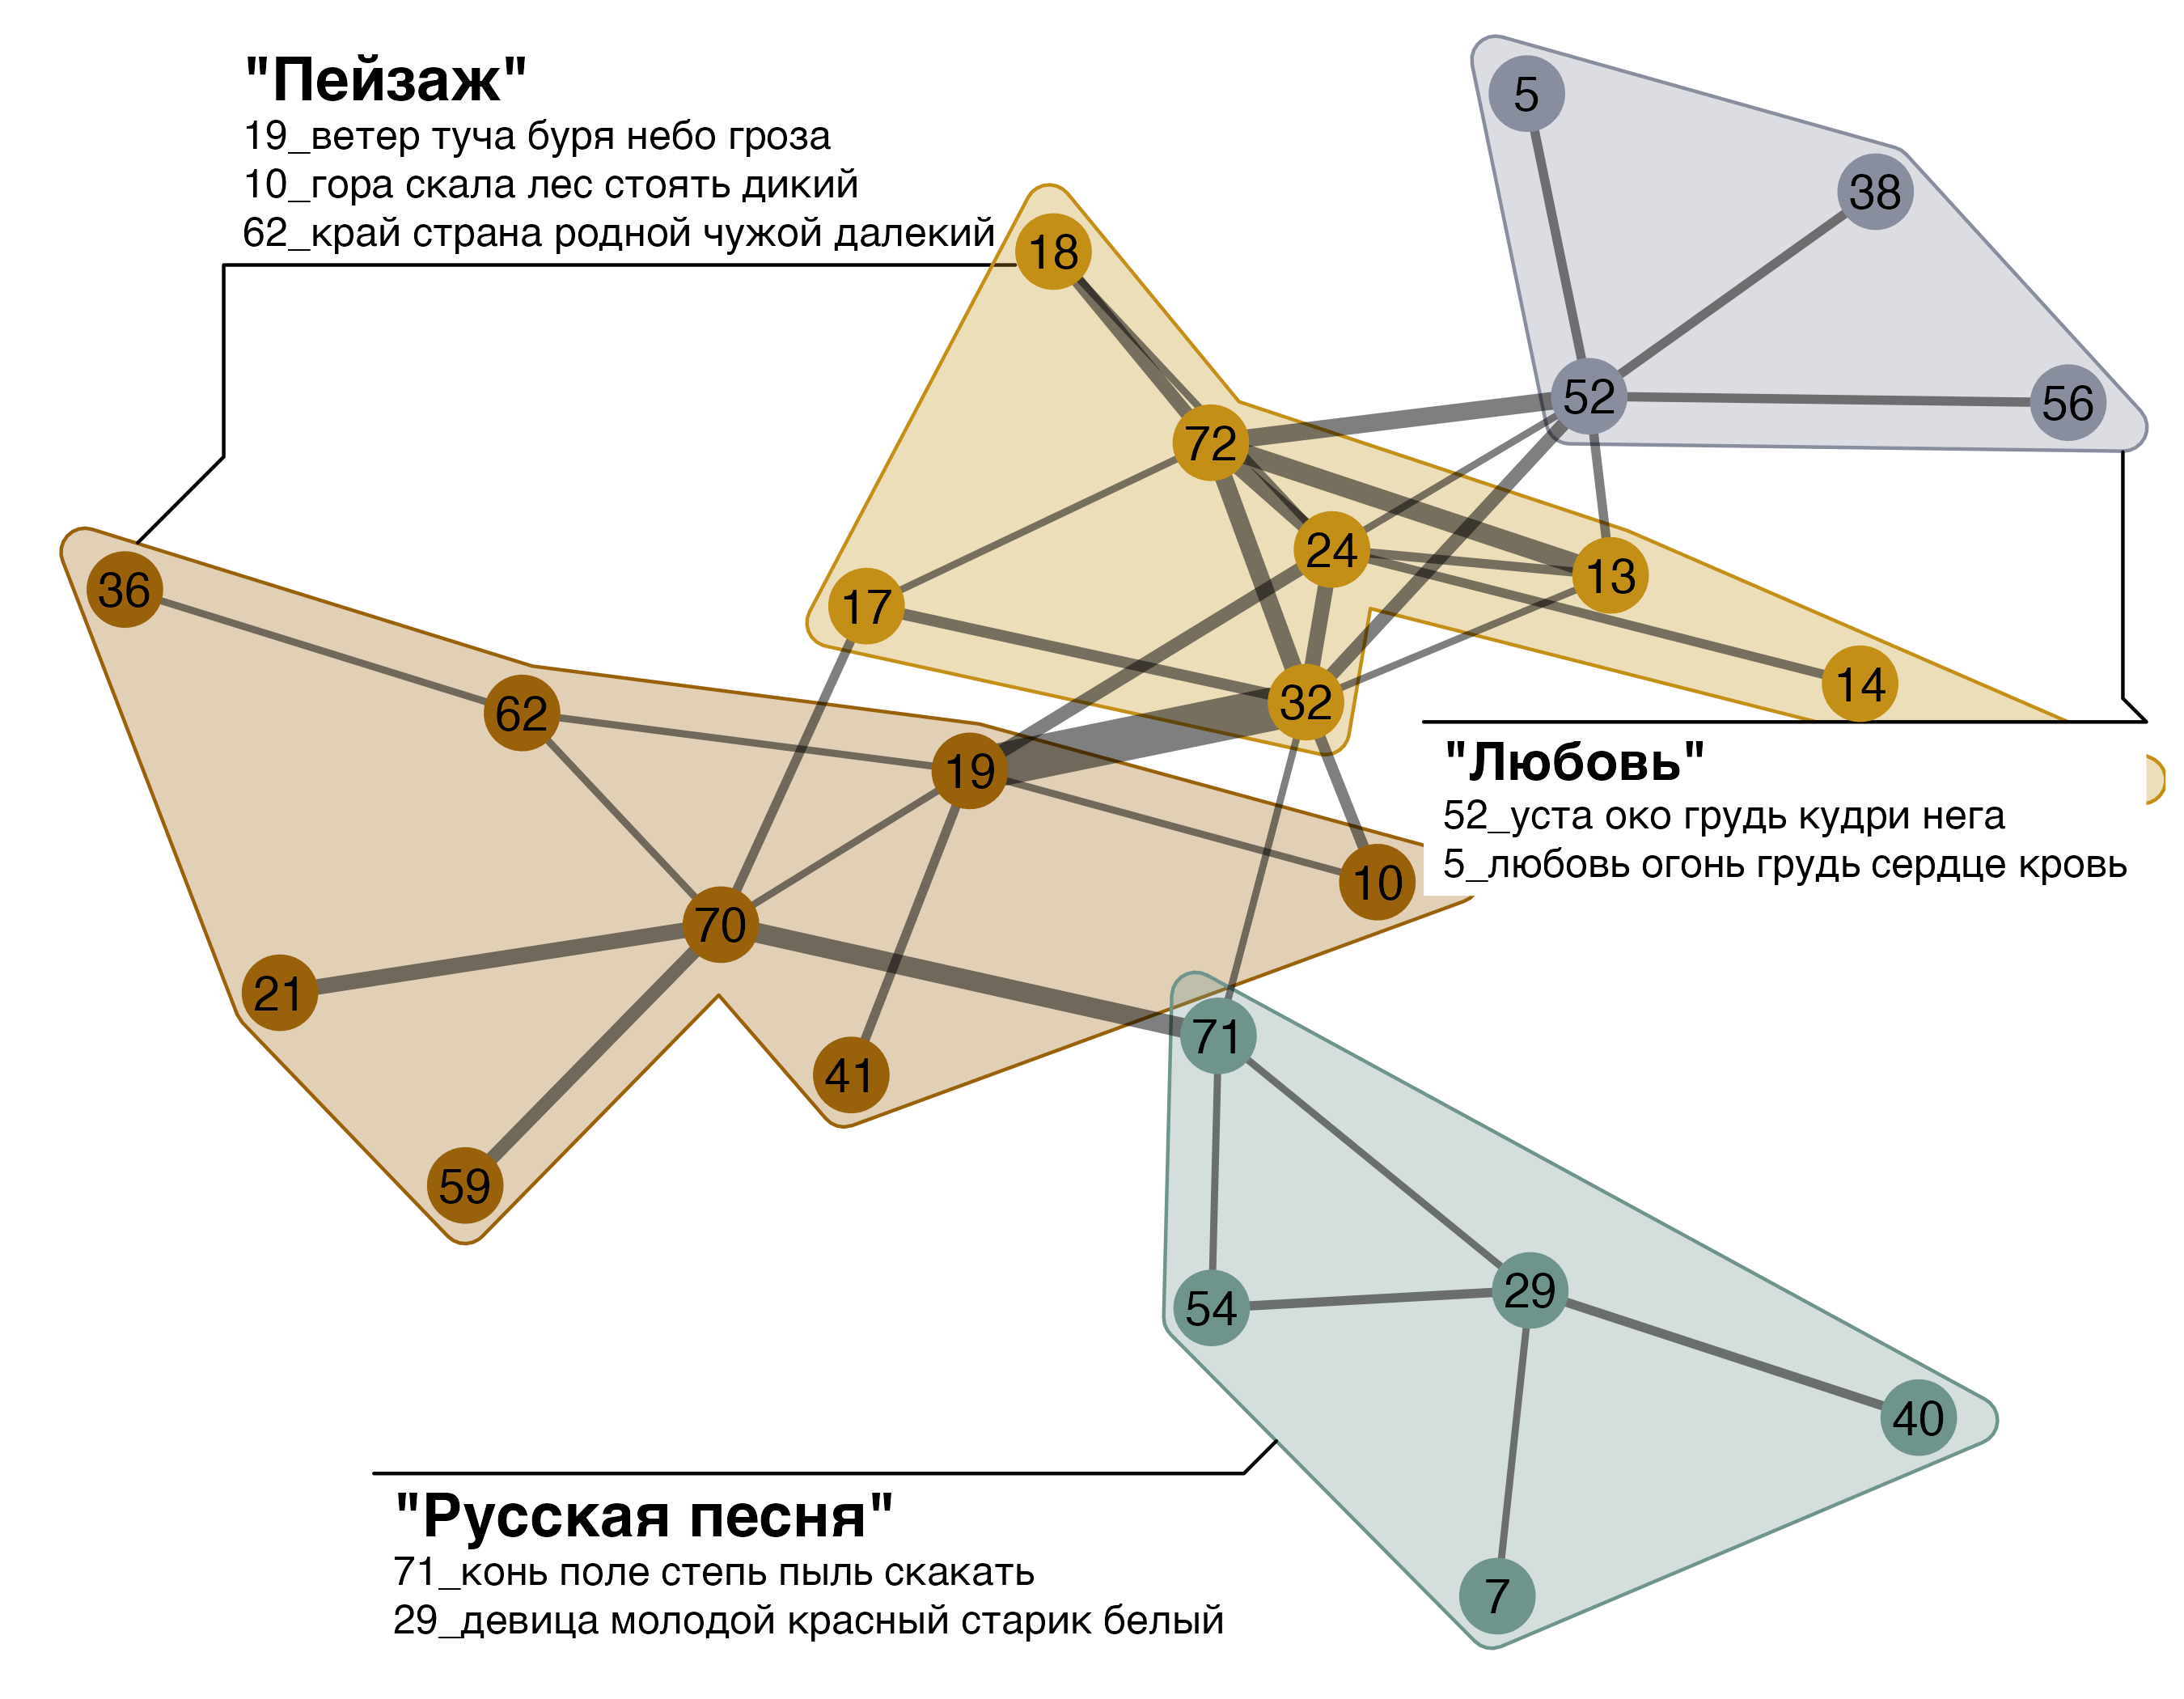 "Пейзаж"
19_ветер туча буря небо гроза
10_гора скала лес стоять дикий
62_край страна родной чужой далекий
5
38
18
52
56
72
24
13
36
17
14
62
32
19
"Любовь"
52_уста око грудь кудри нега
5_любовь огонь грудь сердце кровь
10
70
21
71
41
59
29
54
40
"Русская песня"
71_конь поле степь пыль скакать
29_девица молодой красный старик белый
7